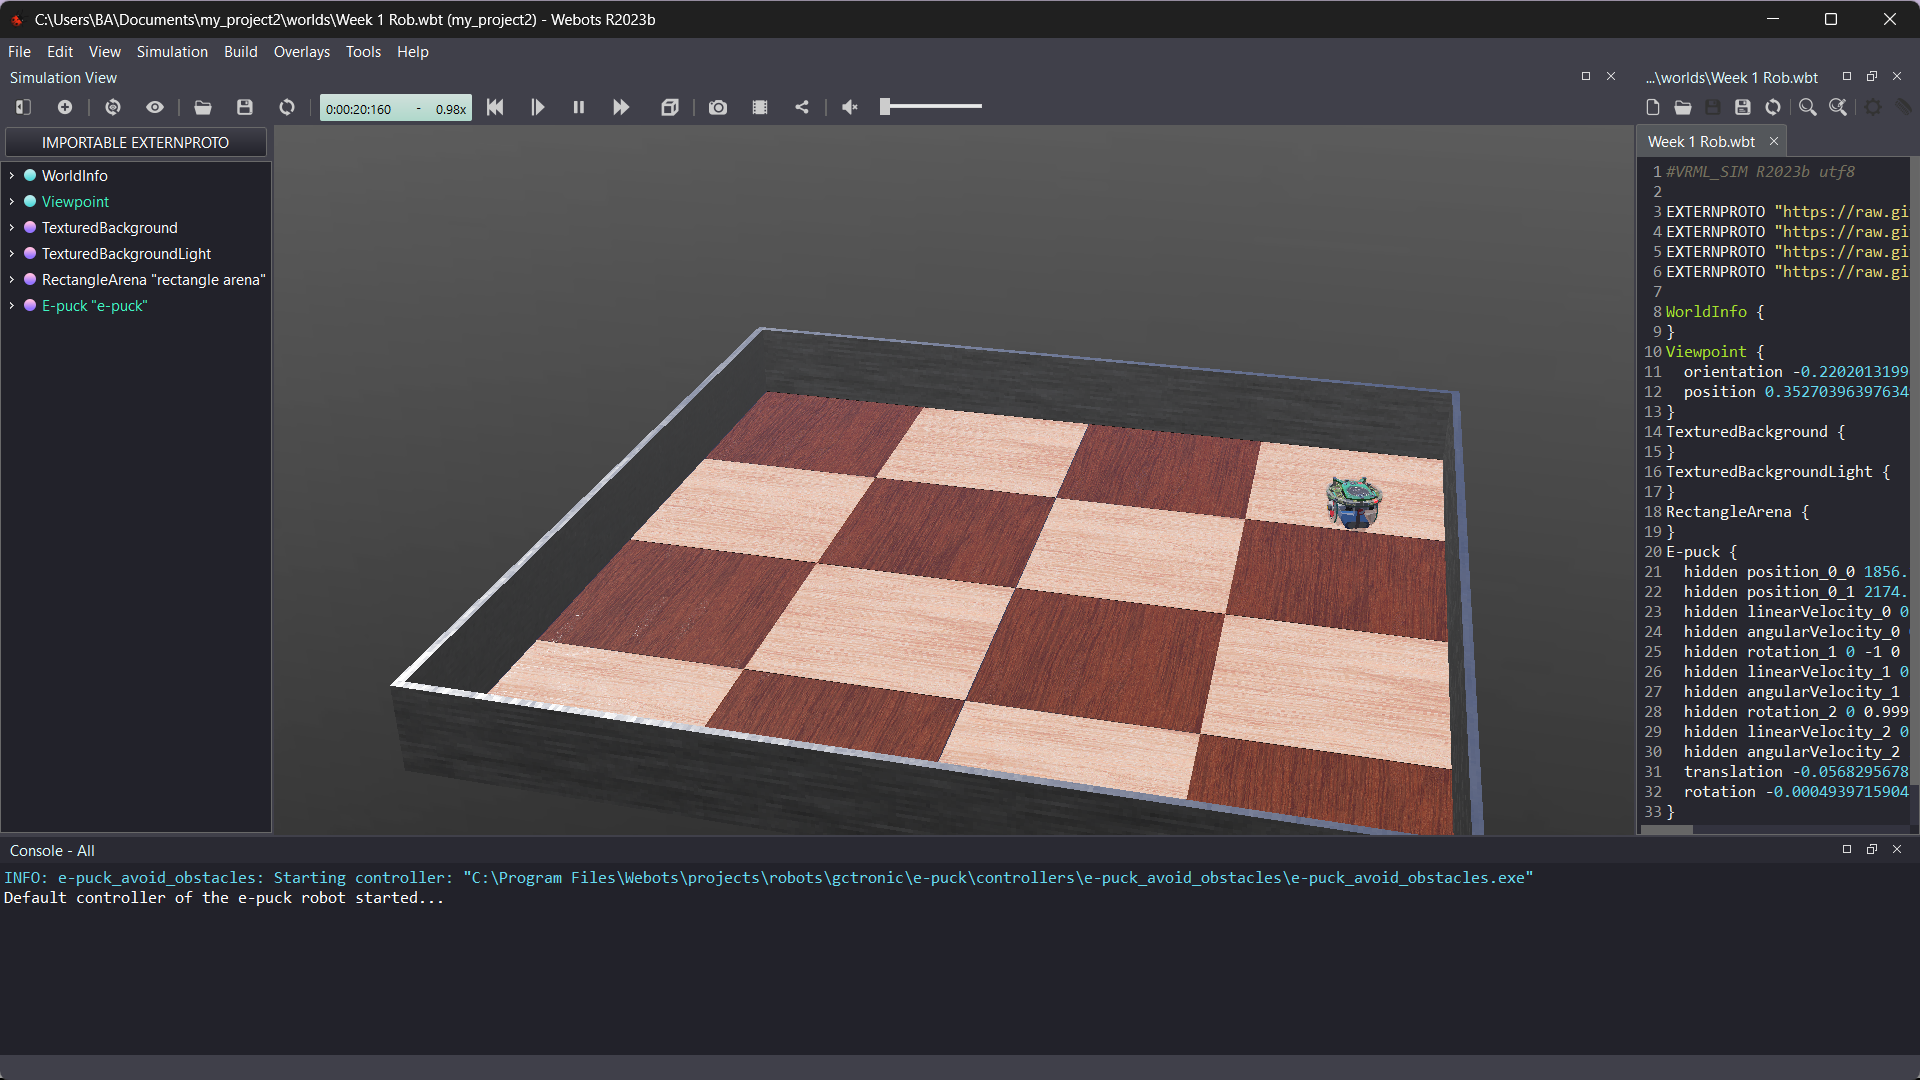 C:\Users\BA\Documents\my_project2\worlds\Week 1 Rob.wbt (my_project2) - Webots R2023b
File Edit View Simulation Build Overlays Tools Help
Simulation View
0:00:20:160 - 0.98x
IMPORTABLE EXTERNPROTO
WorldInfo
Viewpoint
TexturedBackground
TexturedBackgroundLight
RectangleArena "rectangle arena"
E-puck "e-puck"
...\worlds\Week 1 Rob.wbt
Week 1 Rob.wbt
1 #VRML_SIM R2023b utf8
2
3 EXTERNPROTO "https://raw.gi
4 EXTERNPROTO "https://raw.gi
5 EXTERNPROTO "https://raw.gi
6 EXTERNPROTO "https://raw.gi
7
8 WorldInfo {
9 }
10 Viewpoint {
11 orientation -0.2202013199
12 position 0.35270396397634
13 }
14 TexturedBackground {
15 }
16 TexturedBackgroundLight {
17 }
18 RectangleArena {
19 }
20 E-puck {
21 hidden position_0_0 1856.
22 hidden position_0_1 2174.
23 hidden linearVelocity_0 0
24 hidden angularVelocity_0
25 hidden rotation_1 0 -1 0
26 hidden linearVelocity_1 0
27 hidden angularVelocity_1
28 hidden rotation_2 0 0.999
29 hidden linearVelocity_2 0
30 hidden angularVelocity_2
31 translation -0.0568295678
32 rotation -0.0004939715904
33 }
Console - All
INFO: e-puck_avoid_obstacles: Starting controller: "C:\Program Files\Webots\projects\robots\gctronic\e-puck\controllers\e-puck_avoid_obstacles\e-puck_avoid_obstacles.exe"
Default controller of the e-puck robot started...